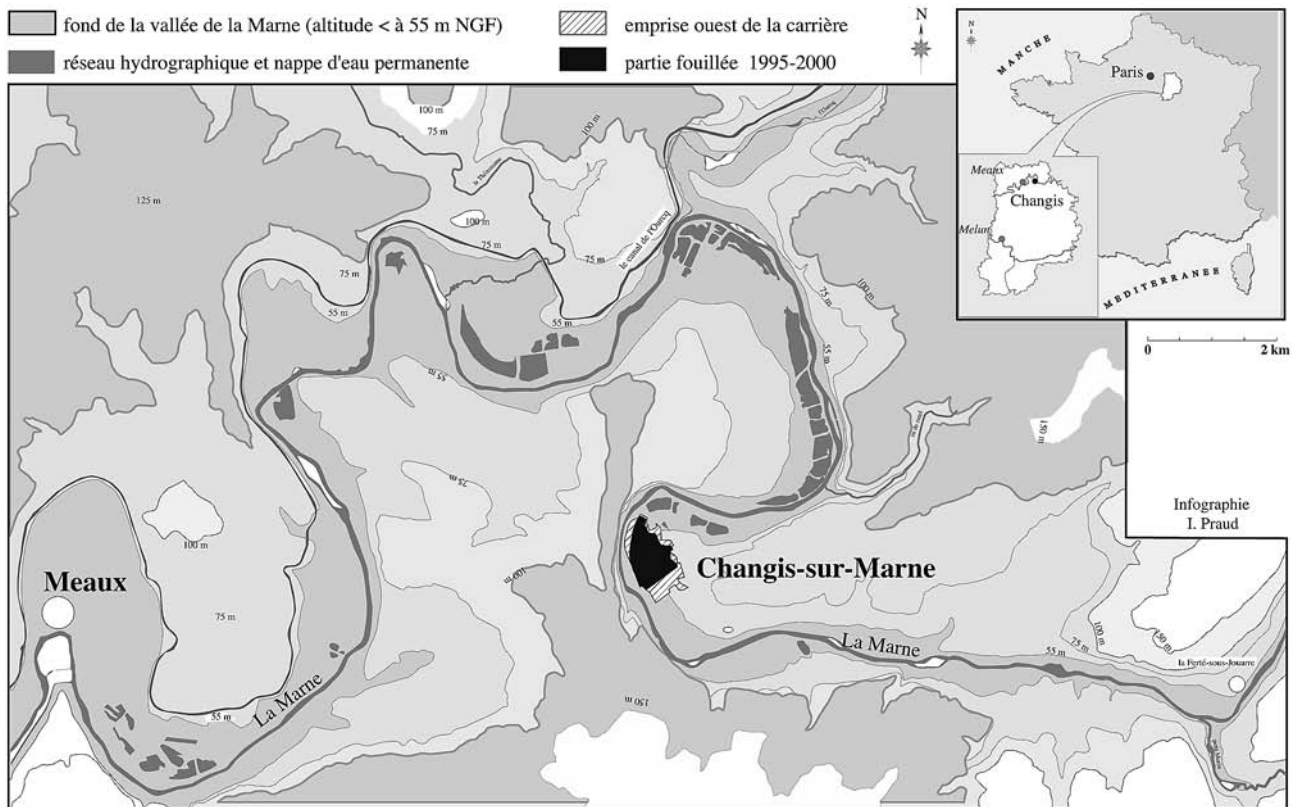 fond de la vallée de la Marne (altitude < à 55 m NGF)
réseau hydrographique et nappe d'eau permanente
emprise ouest de la carrière
partie fouillée 1995-2000
N
N
MANCHE
Paris
Meaux
Changis
Melun
MEDITERRANEE
0 2 km
Infographie
I. Praud
100 m
75 m
100 m
l'Ourcq
la Thérouanne
125 m
100 m
75 m
75 m
75 m
le canal de l'Ourcq
55 m
55 m
75 m
100 m
55 m
55 m
150 m
75 m
100 m
Meaux
75 m
100 m
Changis-sur-Marne
55 m
La Marne
La Marne
150 m
55 m
75 m
100 m
150 m
la Ferté-sous-Jouarre